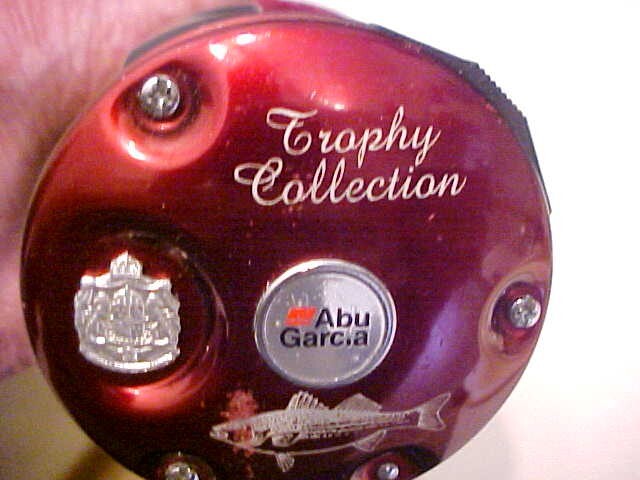 Trophy
Collection
Abu
Garcia